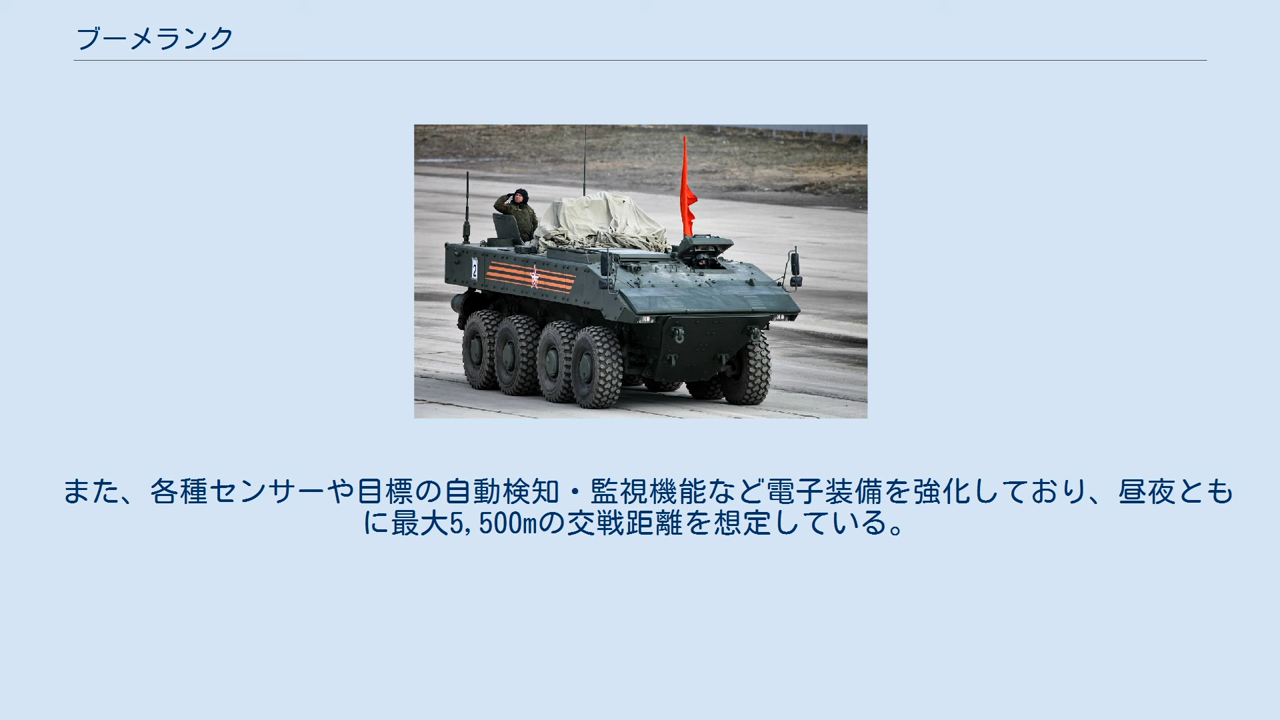 ブーメランク
2
また、各種センサーや目標の自動検知・監視機能など電子装備を強化しており、昼夜とも
に最大5,500mの交戦距離を想定している。